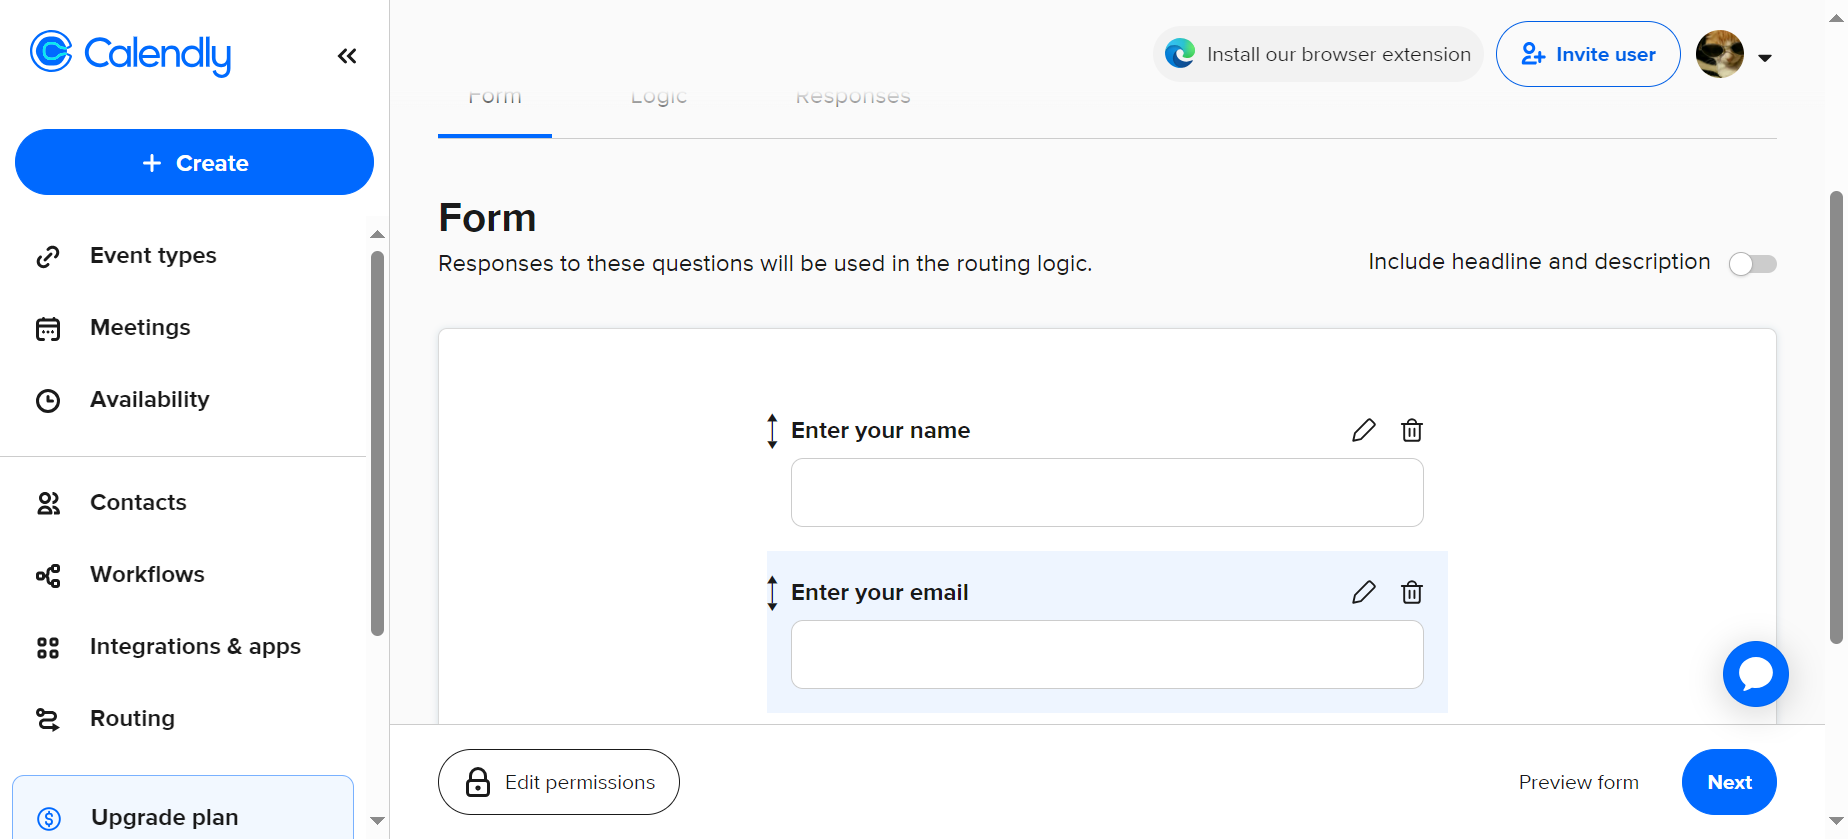 Calendly
Install our browser extension
Invite user
Form
Logic
Responses
Create
Form
Responses to these questions will be used in the routing logic.
Include headline and description
Event types
Meetings
Availability
Enter your name
Contacts
Workflows
Enter your email
Integrations & apps
Routing
Edit permissions
Preview form
Next
Upgrade plan